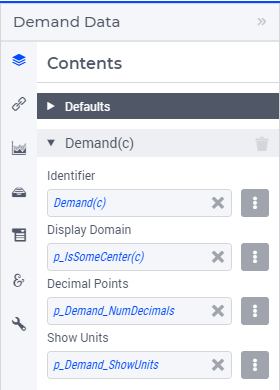 Demand Data
Contents
Defaults
Demand(c)
Identifier
Demand(c)
Display Domain
p_IsSomeCenter(c)
Decimal Points
p_Demand_NumDecimals
Show Units
p_Demand_ShowUnits